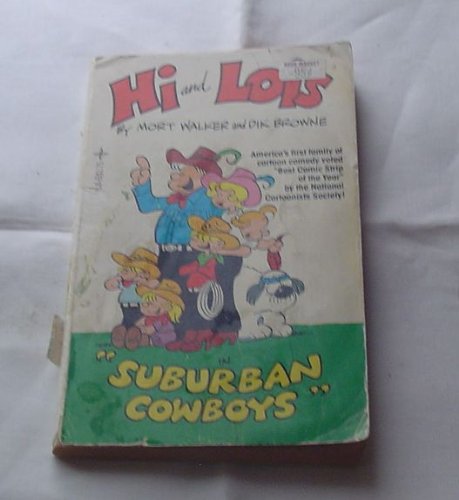 Hi and LOIS
BY MORT WALKER AND DIK BROWNE
America's first family of
cartoon comedy voted
"Best Comic Strip
of the Year"
by the National
Cartoonists Society!
IN
"SUBURBAN
COWBOYS"